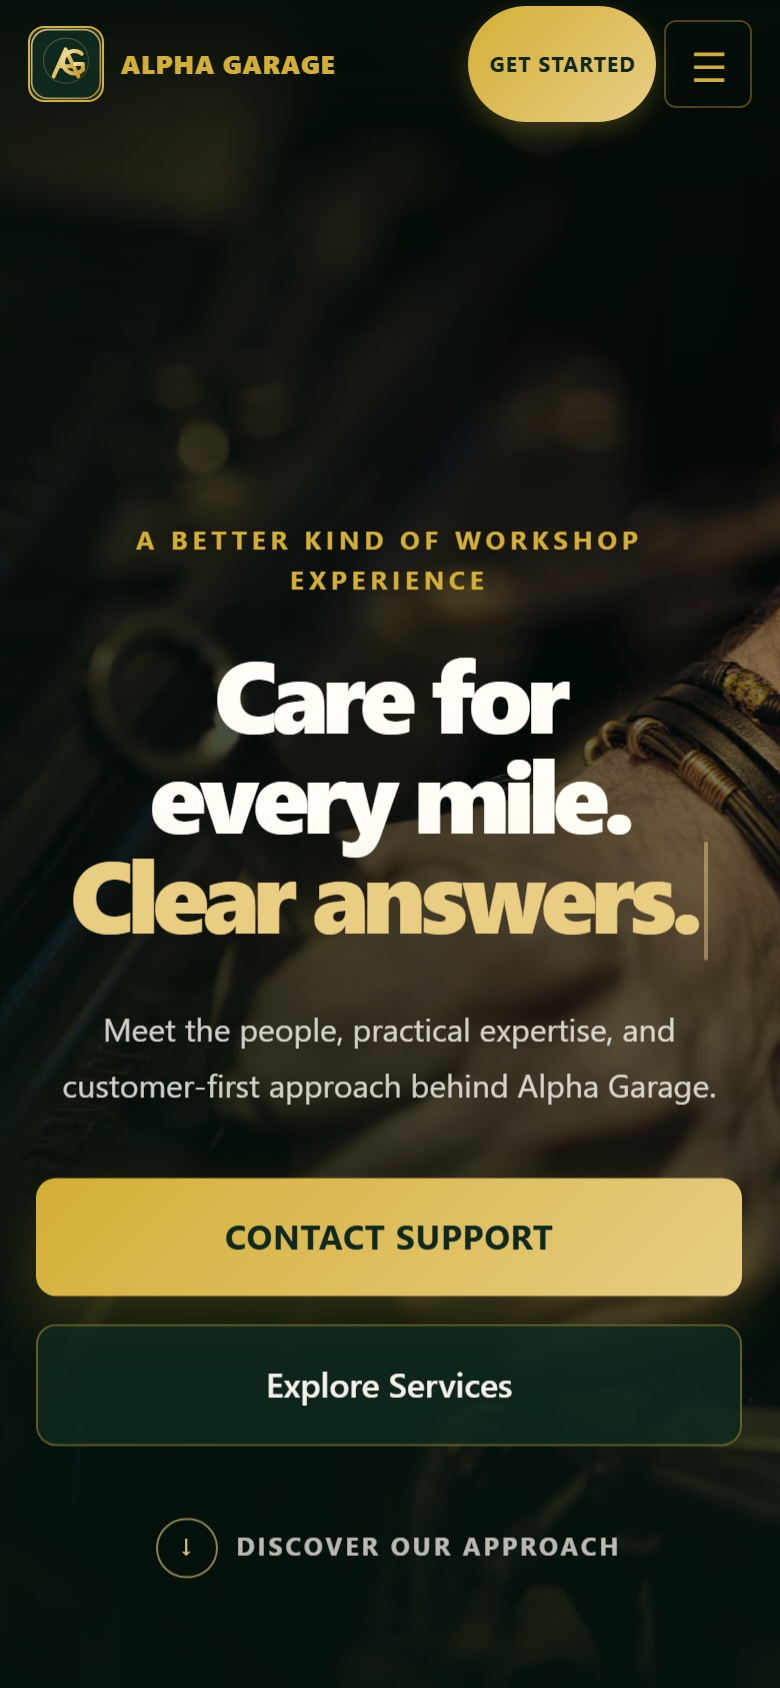 AG
ALPHA GARAGE
GET STARTED
A BETTER KIND OF WORKSHOP
EXPERIENCE
Care for
every mile.
Clear answers.
Meet the people, practical expertise, and
customer-first approach behind Alpha Garage.
CONTACT SUPPORT
Explore Services
↓ DISCOVER OUR APPROACH